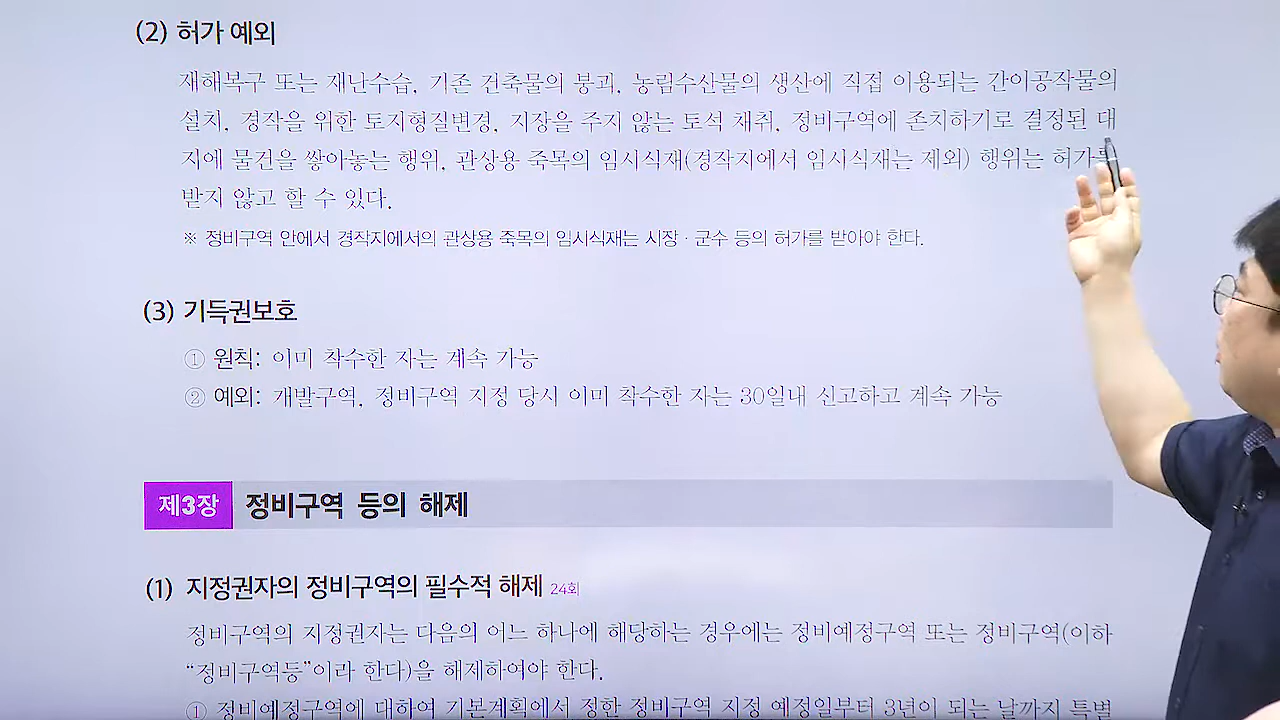 (2) 허가 예외
재해복구 또는 재난수습, 기존 건축물의 붕괴, 농림수산물의 생산에 직접 이용되는 간이공작물의
설치, 경작을 위한 토지형질변경, 지장을 주지 않는 토석 채취, 정비구역에 존치하기로 결정된 대
지에 물건을 쌓아놓는 행위, 관상용 죽목의 임시식재(경작지에서 임시식재는 제외) 행위는 허가를
받지 않고 할 수 있다.
※ 정비구역 안에서 경작지에서의 관상용 죽목의 임시식재는 시장·군수 등의 허가를 받아야 한다.
(3) 기득권보호
① 원칙: 이미 착수한 자는 계속 가능
② 예외: 개발구역, 정비구역 지정 당시 이미 착수한 자는 30일내 신고하고 계속 가능
제3장 정비구역 등의 해제
(1) 지정권자의 정비구역의 필수적 해제 24회
정비구역의 지정권자는 다음의 어느 하나에 해당하는 경우에는 정비예정구역 또는 정비구역(이하
“정비구역등”이라 한다)을 해제하여야 한다.
① 정비예정구역에 대하여 기본계획에서 정한 정비구역 지정 예정일부터 3년이 되는 날까지 특별